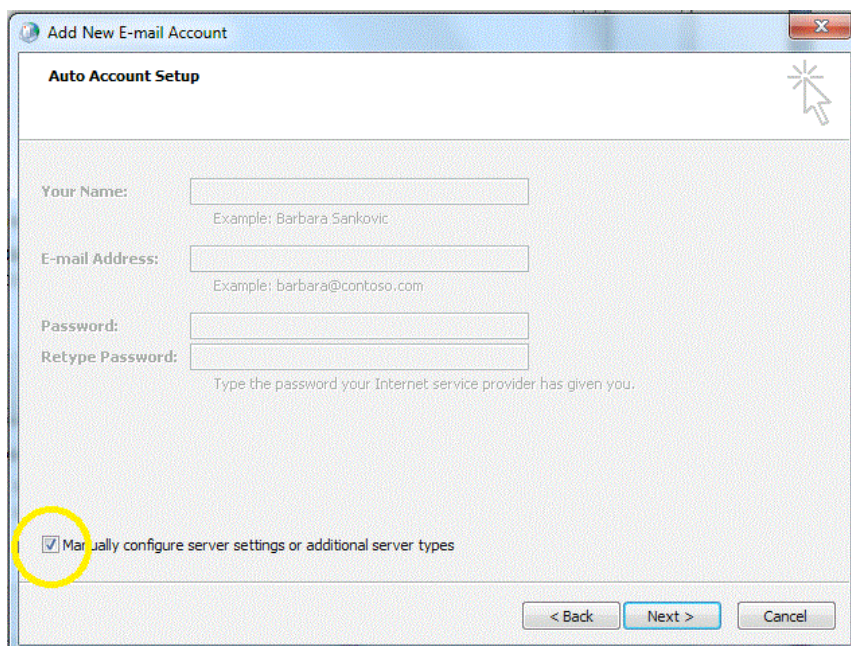 Add New E-mail Account
Auto Account Setup
Your Name:
Example: Barbara Sankovic
E-mail Address:
Example: barbara@contoso.com
Password:
Retype Password:
Type the password your Internet service provider has given you.
Manually configure server settings or additional server types
< Back Next > Cancel